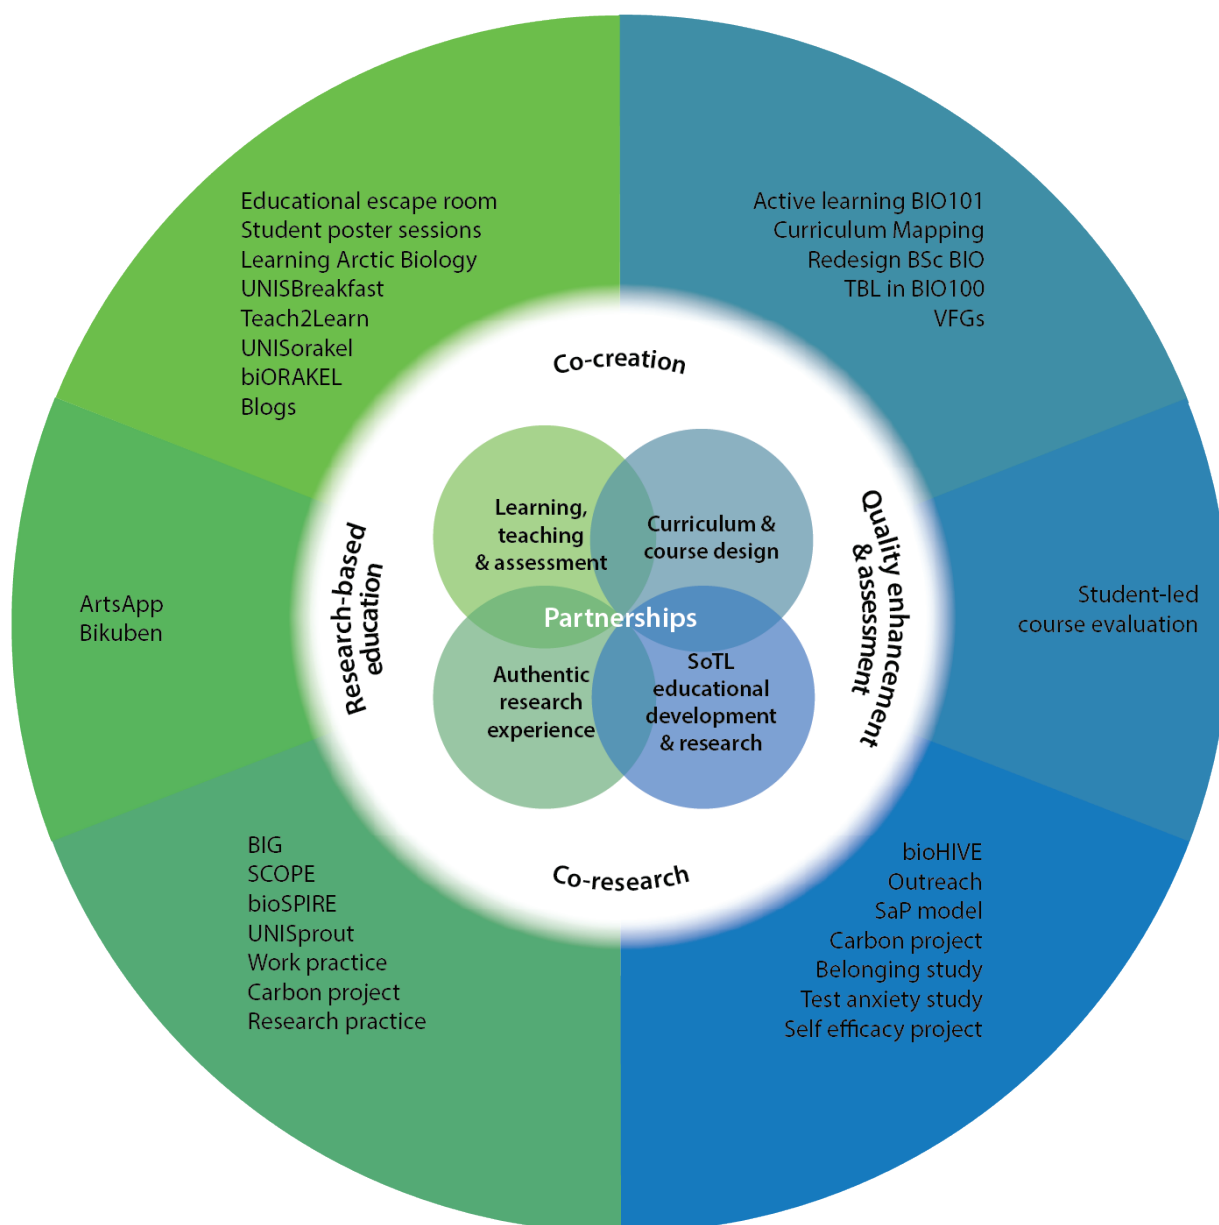 Educational escape room
Student poster sessions
Learning Arctic Biology
UNISBreakfast
Teach2Learn
UNISorakel
biORAKEL
Blogs
Active learning BIO101
Curriculum Mapping
Redesign BSc BIO
TBL in BIO100
VFGs
Co-creation
Learning,
teaching
& assessment
Curriculum &
course design
Research-based
education
Quality enhancement
& assessment
ArtsApp
Bikuben
Partnerships
Student-led
course evaluation
Authentic
research
experience
SoTL
educational
development
& research
Co-research
BIG
SCOPE
bioSPIRE
UNISprout
Work practice
Carbon project
Research practice
bioHIVE
Outreach
SaP model
Carbon project
Belonging study
Test anxiety study
Self efficacy project